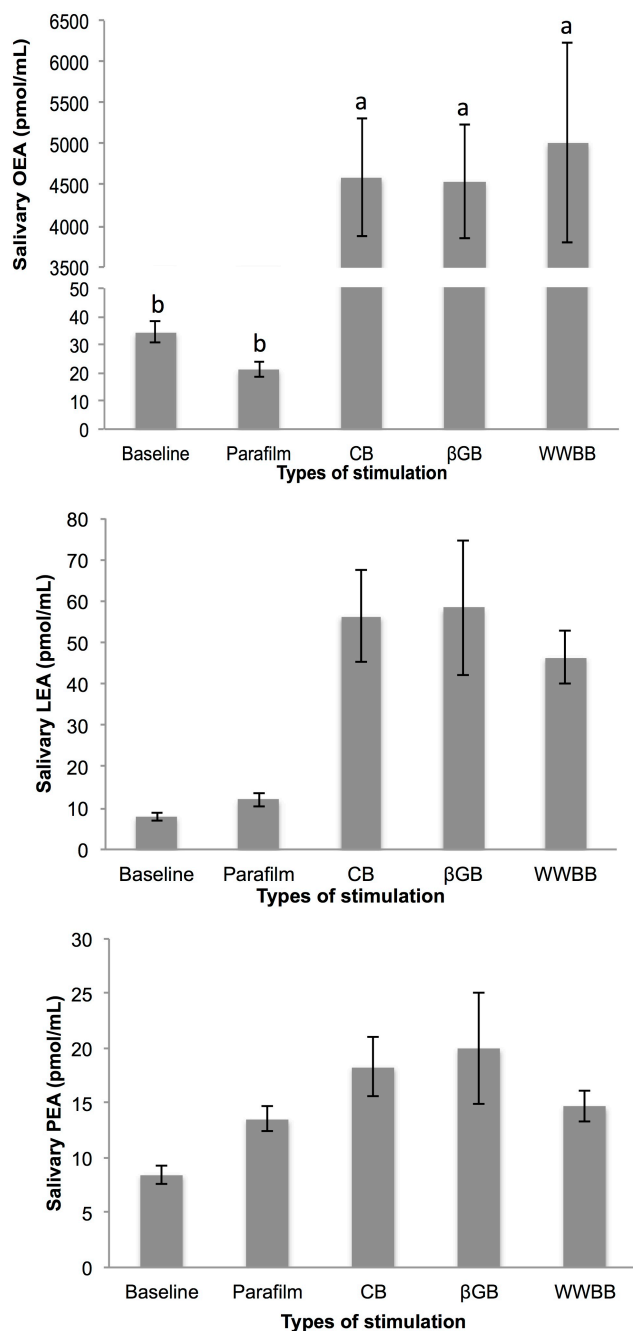 Salivary OEA (pmol/mL)
6500
6000
5500
5000
4500
4000
3500
50
40
30
20
10
0
b
b
a
a
a
Baseline Parafilm CB βGB WWBB
Types of stimulation
Salivary LEA (pmol/mL)
80
70
60
50
40
30
20
10
0
Baseline Parafilm CB βGB WWBB
Types of stimulation
Salivary PEA (pmol/mL)
30
25
20
15
10
5
0
Baseline Parafilm CB βGB WWBB
Types of stimulation